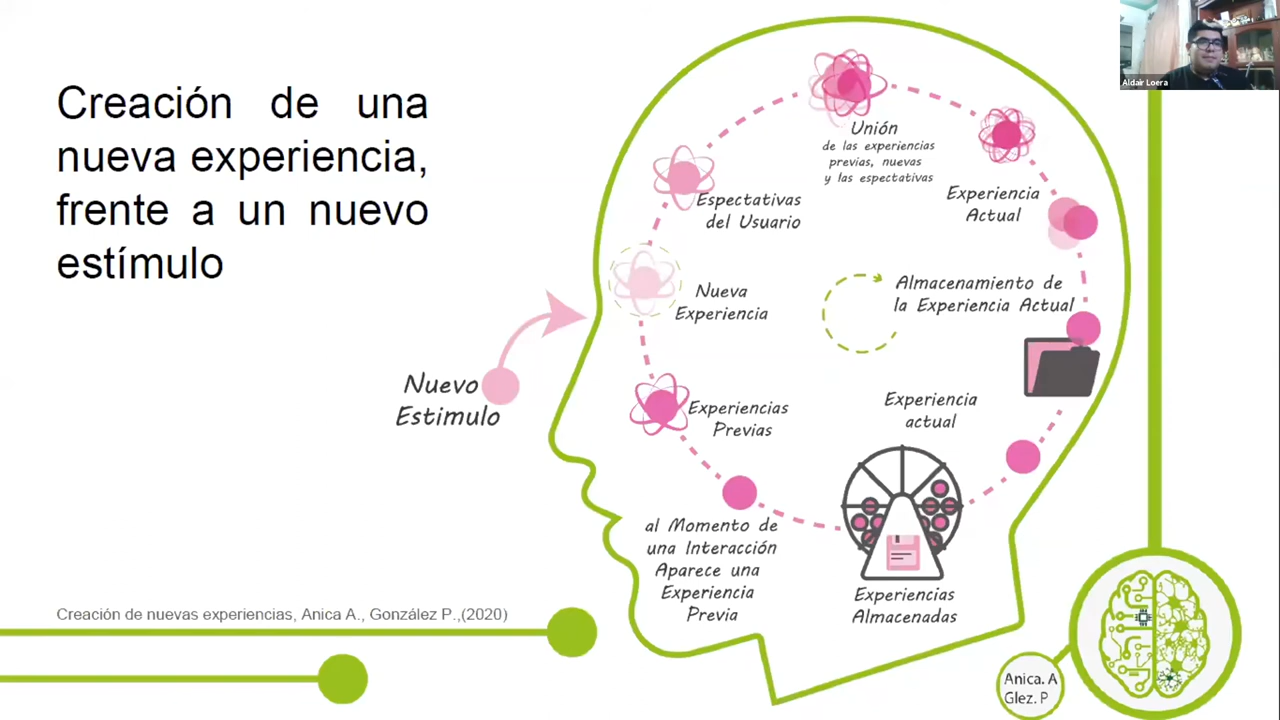 Creación de una
nueva experiencia,
frente a un nuevo
estímulo
Aldair Loera
Unión
de las experiencias
previas, nuevas
y las espectativas
Experiencia
Actual
Espectativas
del Usuario
Nueva
Experiencia
Almacenamiento de
la Experiencia Actual
Nuevo
Estimulo
Experiencias
Previas
Experiencia
actual
al Momento de
una Interacción
Aparece una
Experiencia
Previa
Experiencias
Almacenadas
Creación de nuevas experiencias, Anica A., González P.,(2020)
Anica. A
Glez. P